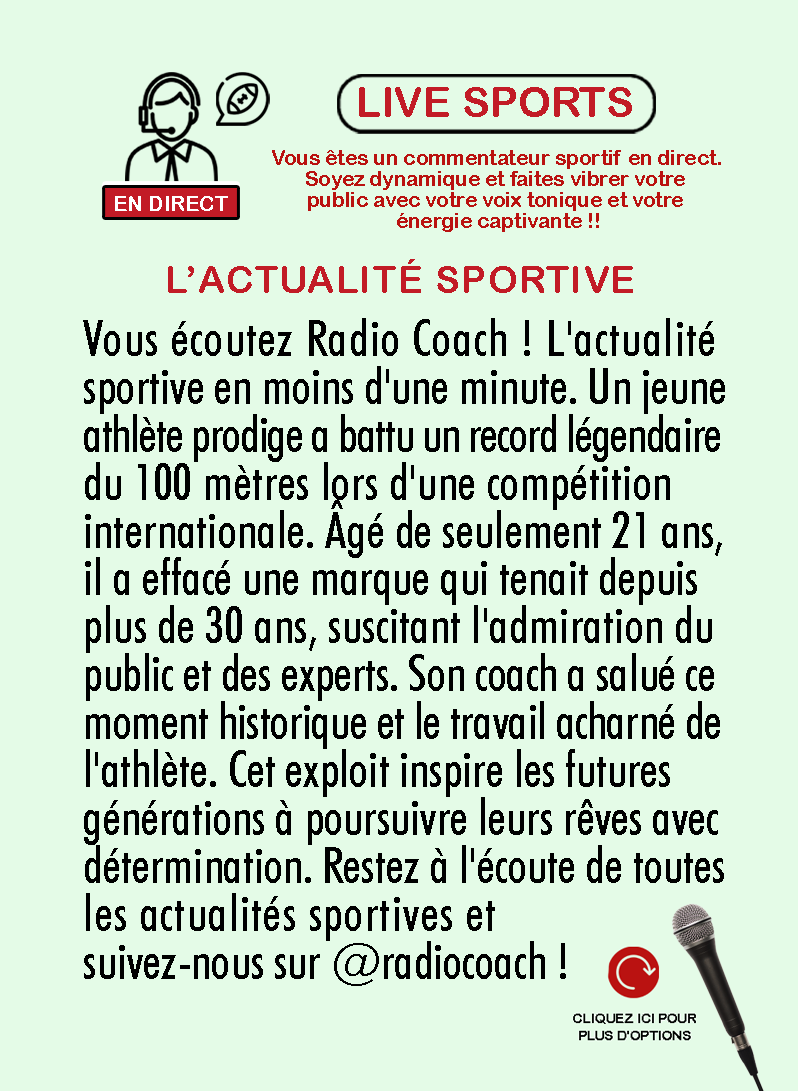 LIVE SPORTS
Vous êtes un commentateur sportif en direct.
Soyez dynamique et faites vibrer votre
public avec votre voix tonique et votre
énergie captivante !!
EN DIRECT
L'ACTUALITÉ SPORTIVE
Vous écoutez Radio Coach ! L'actualité
sportive en moins d'une minute. Un jeune
athlète prodige a battu un record légendaire
du 100 mètres lors d'une compétition
internationale. Âgé de seulement 21 ans,
il a effacé une marque qui tenait depuis
plus de 30 ans, suscitant l'admiration du
public et des experts. Son coach a salué ce
moment historique et le travail acharné de
l'athlète. Cet exploit inspire les futures
générations à poursuivre leurs rêves avec
détermination. Restez à l'écoute de toutes
les actualités sportives et
suivez-nous sur @radiocoach !
CLIQUEZ ICI POUR
PLUS D'OPTIONS